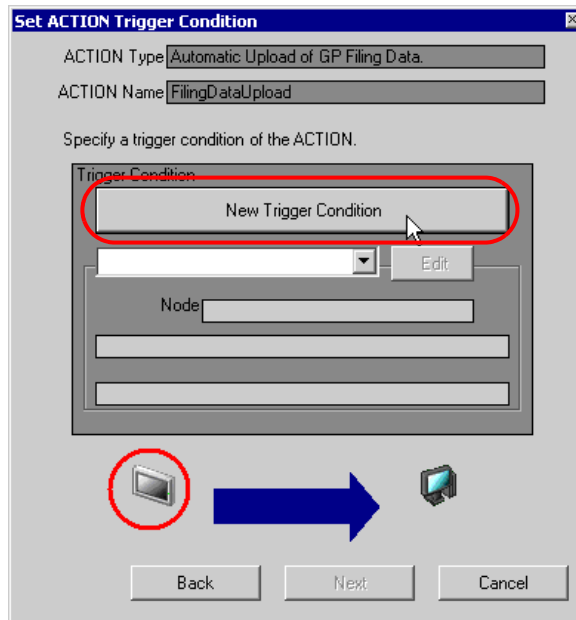 Set ACTION Trigger Condition
ACTION Type Automatic Upload of GP Filing Data.
ACTION Name FilingDataUpload
Specify a trigger condition of the ACTION.
Trigger Condition
New Trigger Condition
Edit
Node
Back Next Cancel